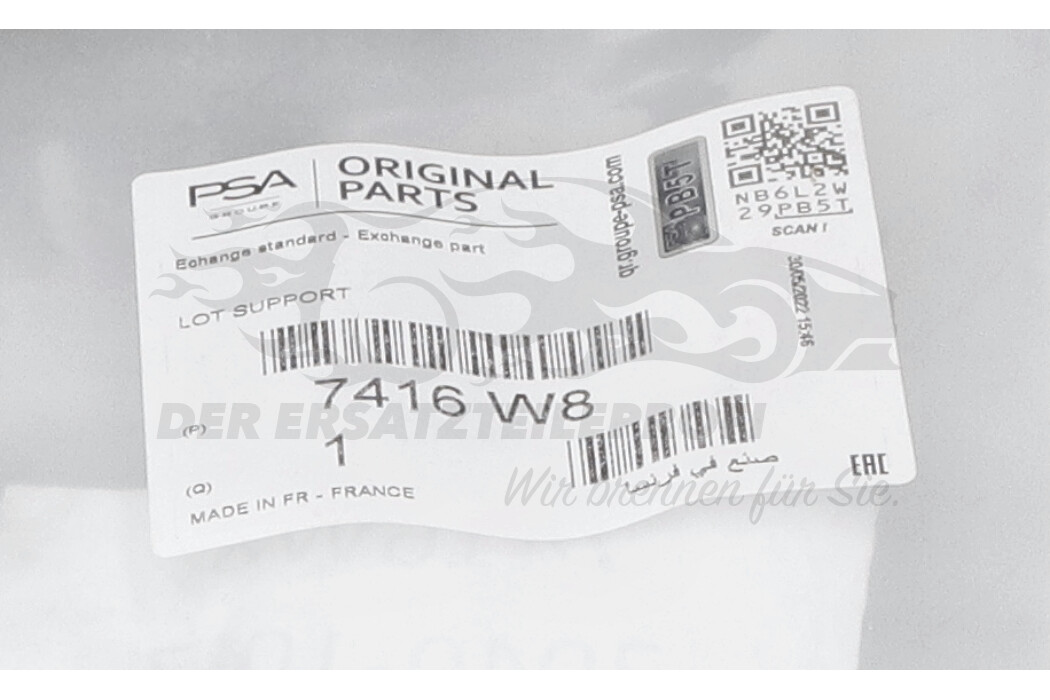 PSA
GROUPE
ORIGINAL
PARTS
Echange standard - Exchange part
LOT SUPPORT
7416 W8
(P)
1
(Q)
MADE IN FR - FRANCE
صنع في فرنسا
qr.groupe-psa.com
PB5T
NB6L2W
29PB5T
SCAN !
30/05/2022 15:46
EAC
DER ERSATZTEILEPROFI
Wir brennen für Sie.